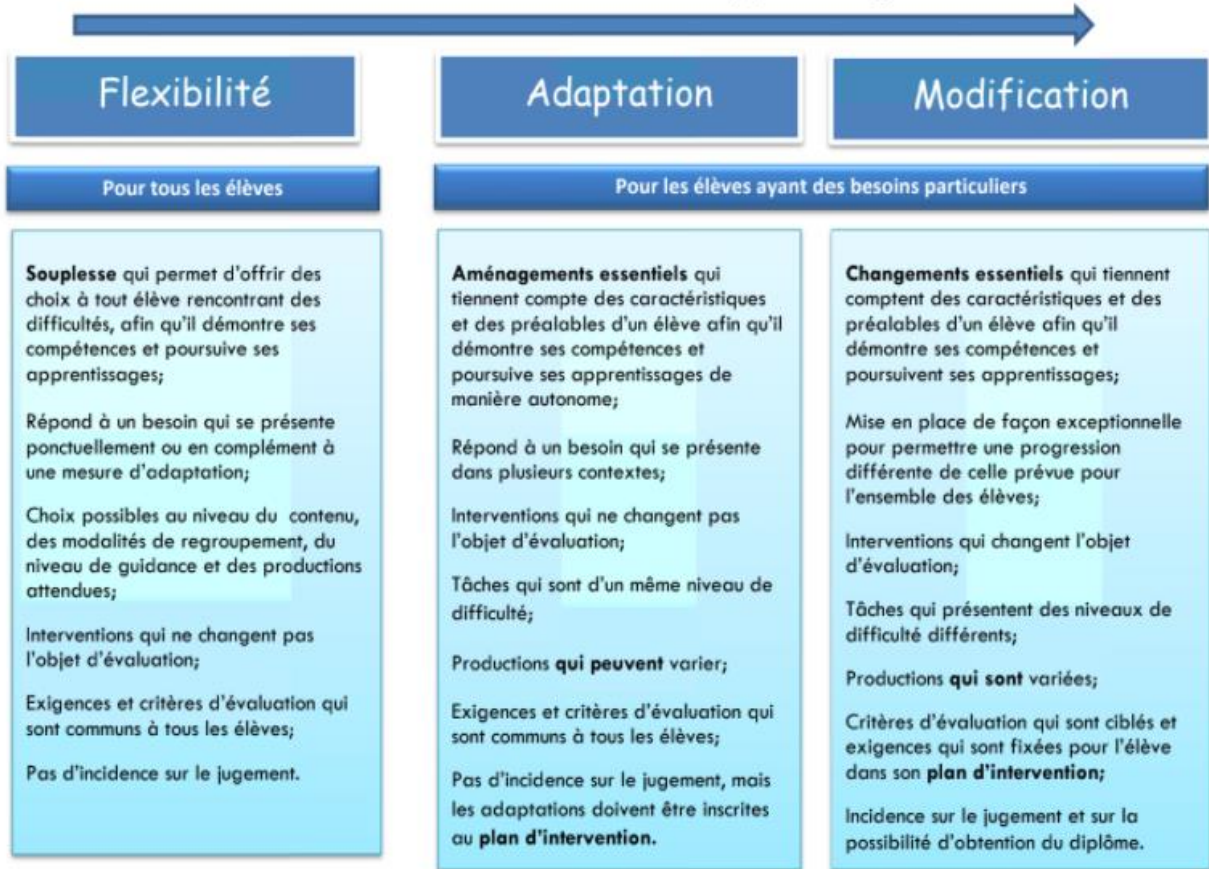 Flexibilité
Adaptation
Modification
Pour tous les élèves
Pour les élèves ayant des besoins particuliers
Souplesse qui permet d'offrir des
choix à tout élève rencontrant des
difficultés, afin qu'il démontre ses
compétences et poursuive ses
apprentissages;
Répond à un besoin qui se présente
ponctuellement ou en complément à
une mesure d'adaptation;
Choix possibles au niveau du contenu,
des modalités de regroupement, du
niveau de guidance et des productions
attendues;
Interventions qui ne changent pas
l'objet d'évaluation;
Exigences et critères d'évaluation qui
sont communs à tous les élèves;
Pas d'incidence sur le jugement.
Aménagements essentiels qui
tiennent compte des caractéristiques
et des préalables d'un élève afin qu'il
démontre ses compétences et
poursuive ses apprentissages de
manière autonome;
Répond à un besoin qui se présente
dans plusieurs contextes;
Interventions qui ne changent pas
l'objet d'évaluation;
Tâches qui sont d'un même niveau de
difficulté;
Productions qui peuvent varier;
Exigences et critères d'évaluation qui
sont communs à tous les élèves;
Pas d'incidence sur le jugement, mais
les adaptations doivent être inscrites
au plan d'intervention.
Changements essentiels qui tiennent
comptent des caractéristiques et des
préalables d'un élève afin qu'il
démontre ses compétences et
poursuivent ses apprentissages;
Mise en place de façon exceptionnelle
pour permettre une progression
différente de celle prévue pour
l'ensemble des élèves;
Interventions qui changent l'objet
d'évaluation;
Tâches qui présentent des niveaux de
difficulté différents;
Productions qui sont variées;
Critères d'évaluation qui sont ciblés et
exigences qui sont fixées pour l'élève
dans son plan d'intervention;
Incidence sur le jugement et sur la
possibilité d'obtention du diplôme.